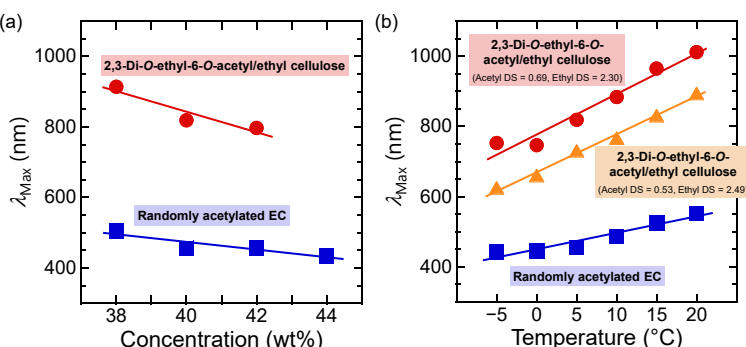 (a)
1000
800
600
400
λMax (nm)
2,3-Di-O-ethyl-6-O-acetyl/ethyl cellulose
Randomly acetylated EC
38 40 42 44
Concentration (wt%)
(b)
1000
800
600
400
λMax (nm)
2,3-Di-O-ethyl-6-O-
acetyl/ethyl cellulose
(Acetyl DS = 0.69, Ethyl DS = 2.30)
2,3-Di-O-ethyl-6-O-
acetyl/ethyl cellulose
(Acetyl DS = 0.53, Ethyl DS = 2.49)
Randomly acetylated EC
−5 0 5 10 15 20
Temperature (°C)